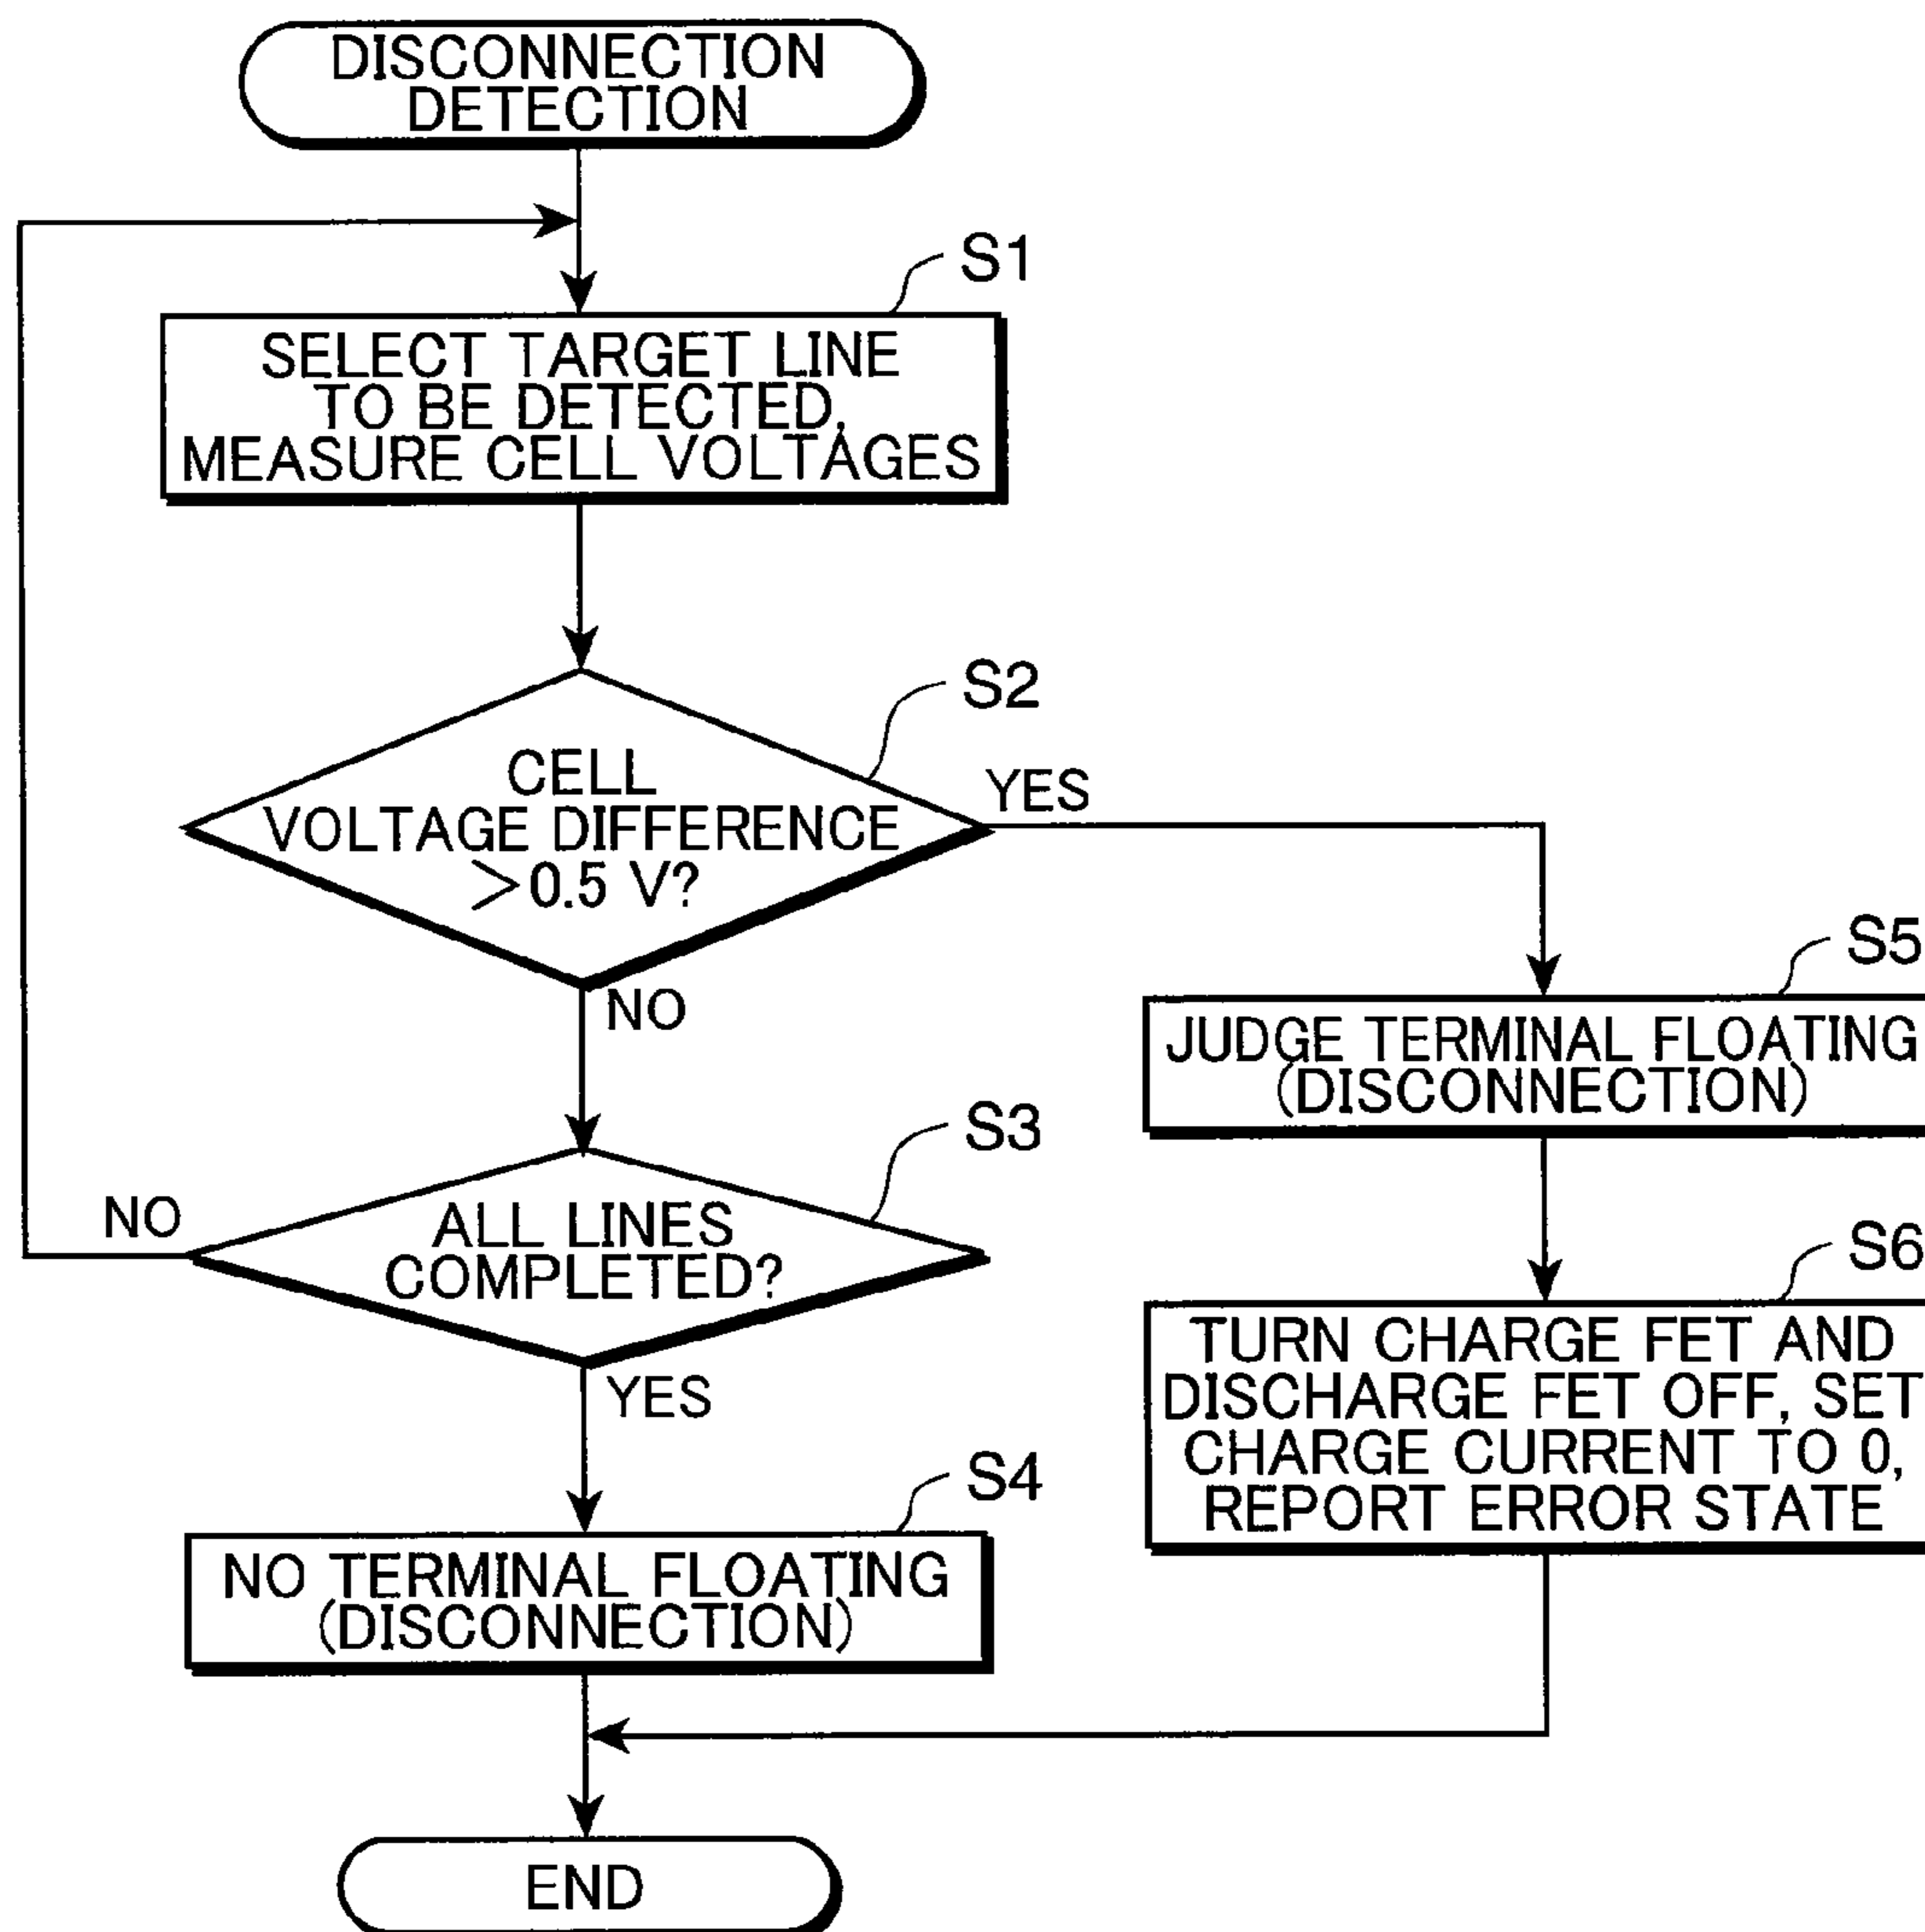 DISCONNECTION
DETECTION
S1
SELECT TARGET LINE
TO BE DETECTED,
MEASURE CELL VOLTAGES
S2
CELL
VOLTAGE DIFFERENCE
>0.5 V?
YES
NO
S3
ALL LINES
COMPLETED?
NO
YES
S4
NO TERMINAL FLOATING
(DISCONNECTION)
S5
JUDGE TERMINAL FLOATING
(DISCONNECTION)
S6
TURN CHARGE FET AND
DISCHARGE FET OFF, SET
CHARGE CURRENT TO 0,
REPORT ERROR STATE
END